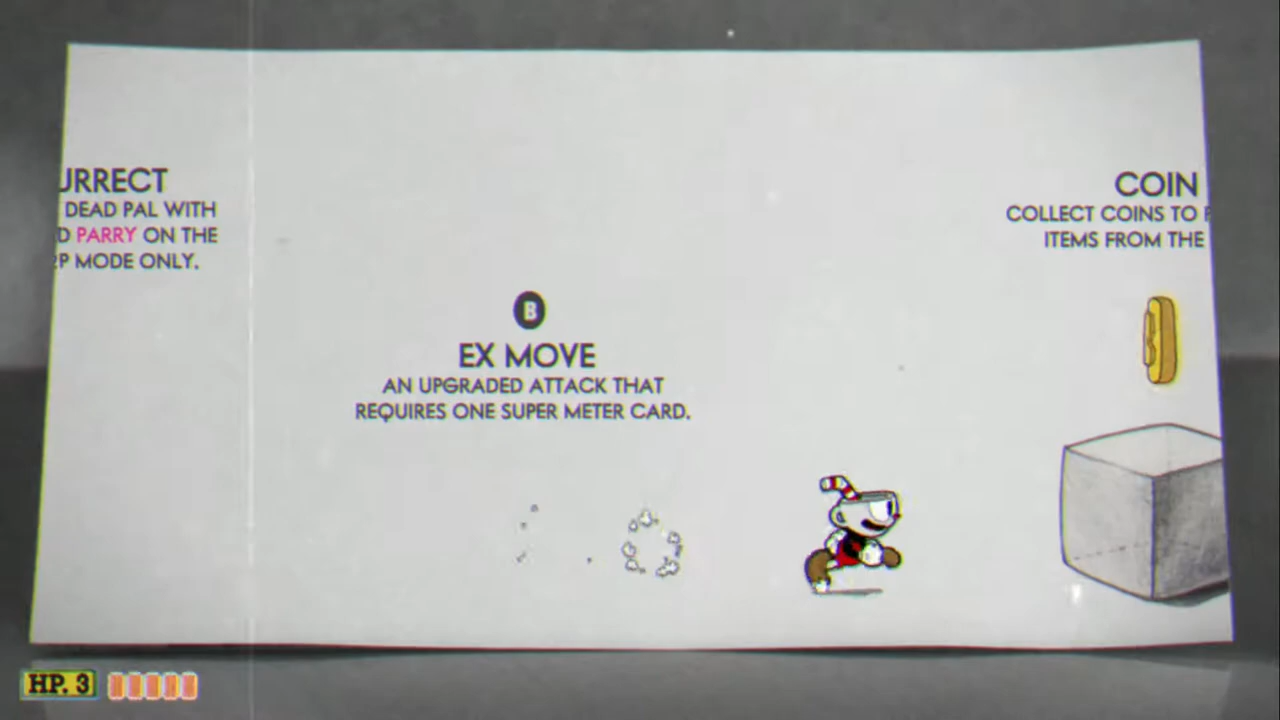 URRECT
DEAD PAL WITH
D PARRY ON THE
P MODE ONLY.
B
EX MOVE
AN UPGRADED ATTACK THAT
REQUIRES ONE SUPER METER CARD.
COIN
COLLECT COINS TO
ITEMS FROM THE
HP. 3